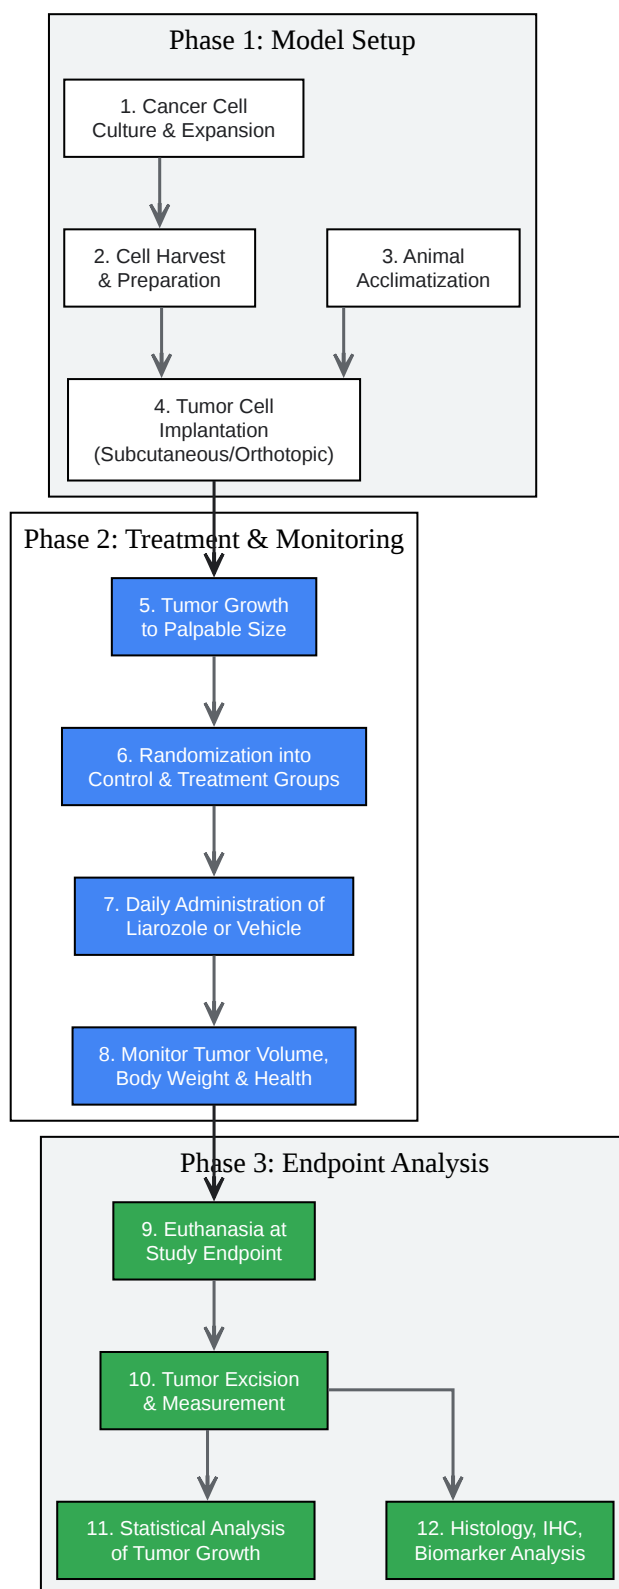 Phase 1: Model Setup
1. Cancer Cell
Culture & Expansion
2. Cell Harvest
& Preparation
3. Animal
Acclimatization
4. Tumor Cell
Implantation
(Subcutaneous/Orthotopic)
Phase 2: Treatment & Monitoring
5. Tumor Growth
to Palpable Size
6. Randomization into
Control & Treatment Groups
7. Daily Administration of
Liarozole or Vehicle
8. Monitor Tumor Volume,
Body Weight & Health
Phase 3: Endpoint Analysis
9. Euthanasia at
Study Endpoint
10. Tumor Excision
& Measurement
11. Statistical Analysis
of Tumor Growth
12. Histology, IHC,
Biomarker Analysis